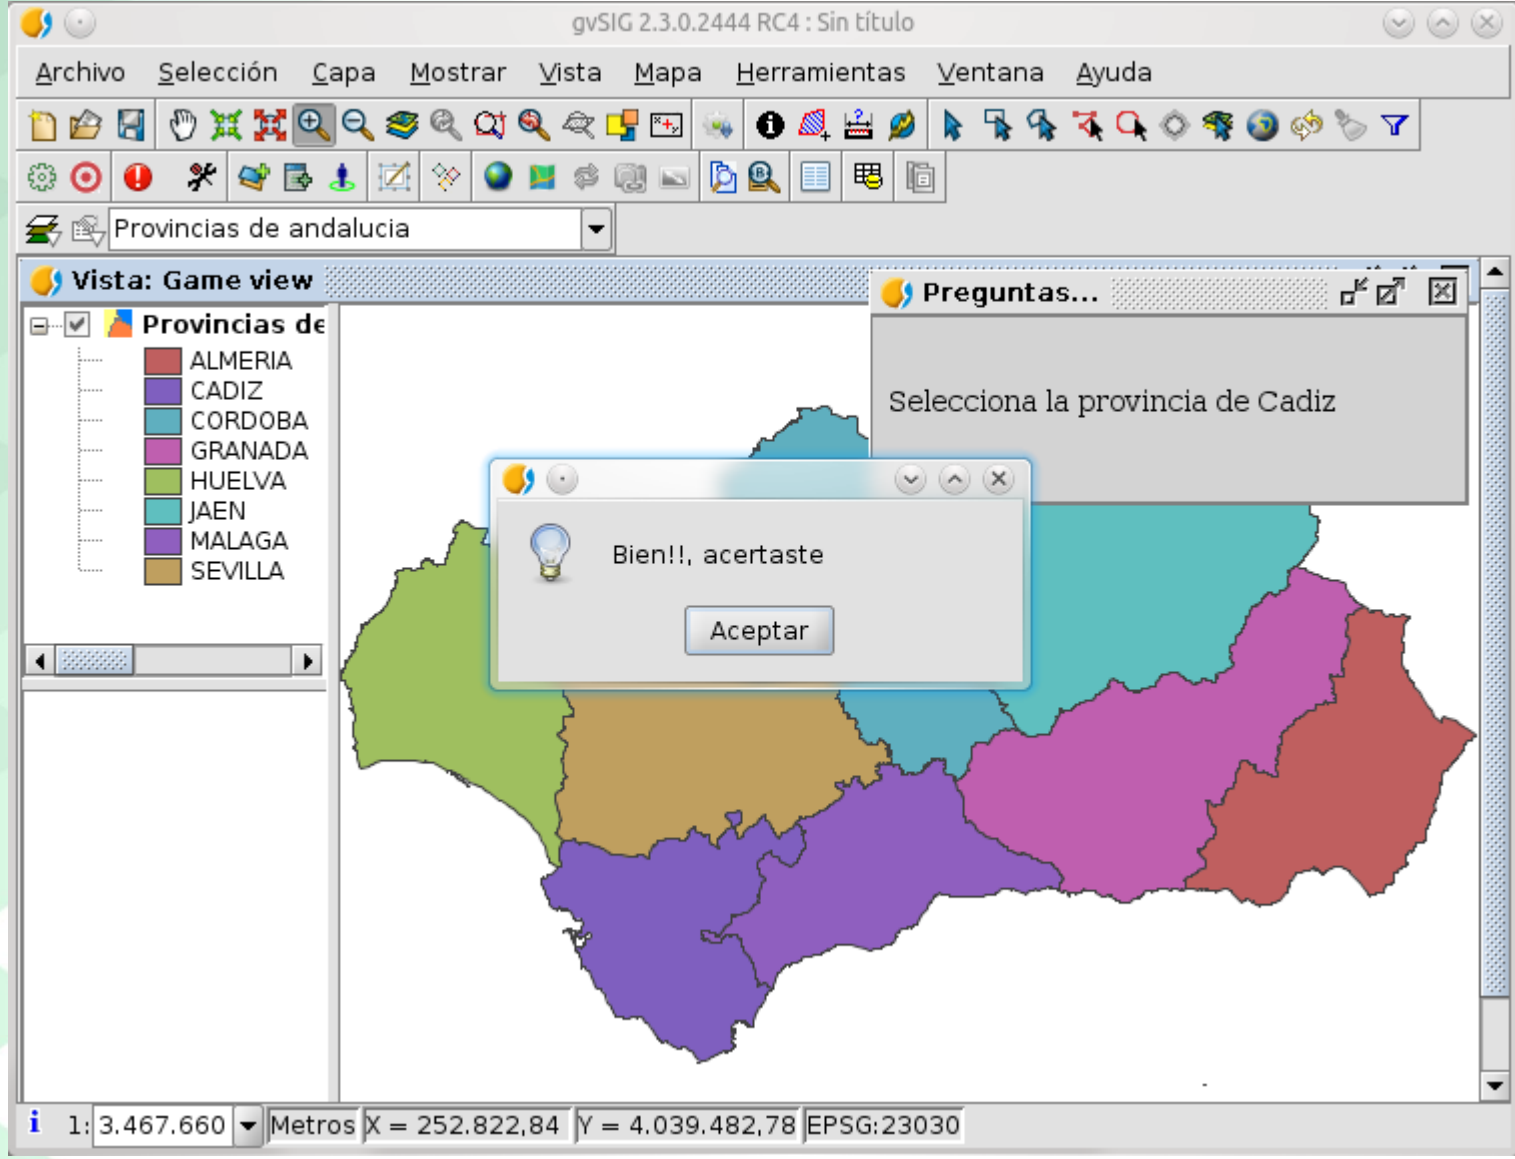 gvSIG 2.3.0.2444 RC4 : Sin título
Archivo Selección Capa Mostrar Vista Mapa Herramientas Ventana Ayuda
Provincias de andalucia
Vista: Game view
Preguntas...
Provincias de
ALMERIA
CADIZ
CORDOBA
GRANADA
HUELVA
JAEN
MALAGA
SEVILLA
Selecciona la provincia de Cadiz
Bien!!, acertaste
Aceptar
1: 3.467.660 Metros X = 252.822,84 Y = 4.039.482,78 EPSG:23030